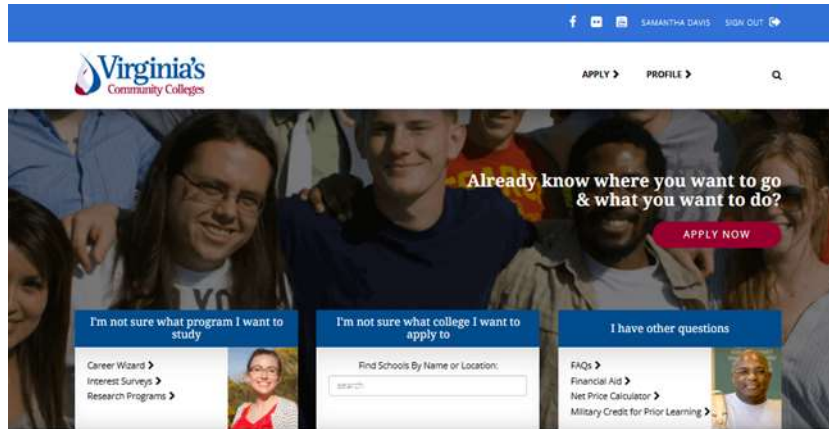 SAMANTHA DAVIS SIGN OUT
Virginia's
Community Colleges
APPLY
PROFILE
Already know where you want to go
& what you want to do?
APPLY NOW
I'm not sure what program I want to
study
Career Wizard
Interest Surveys
Research Programs
I'm not sure what college I want to
apply to
Find Schools By Name or Location:
search
I have other questions
FAQs
Financial Aid
Net Price Calculator
Military Credit for Prior Learning